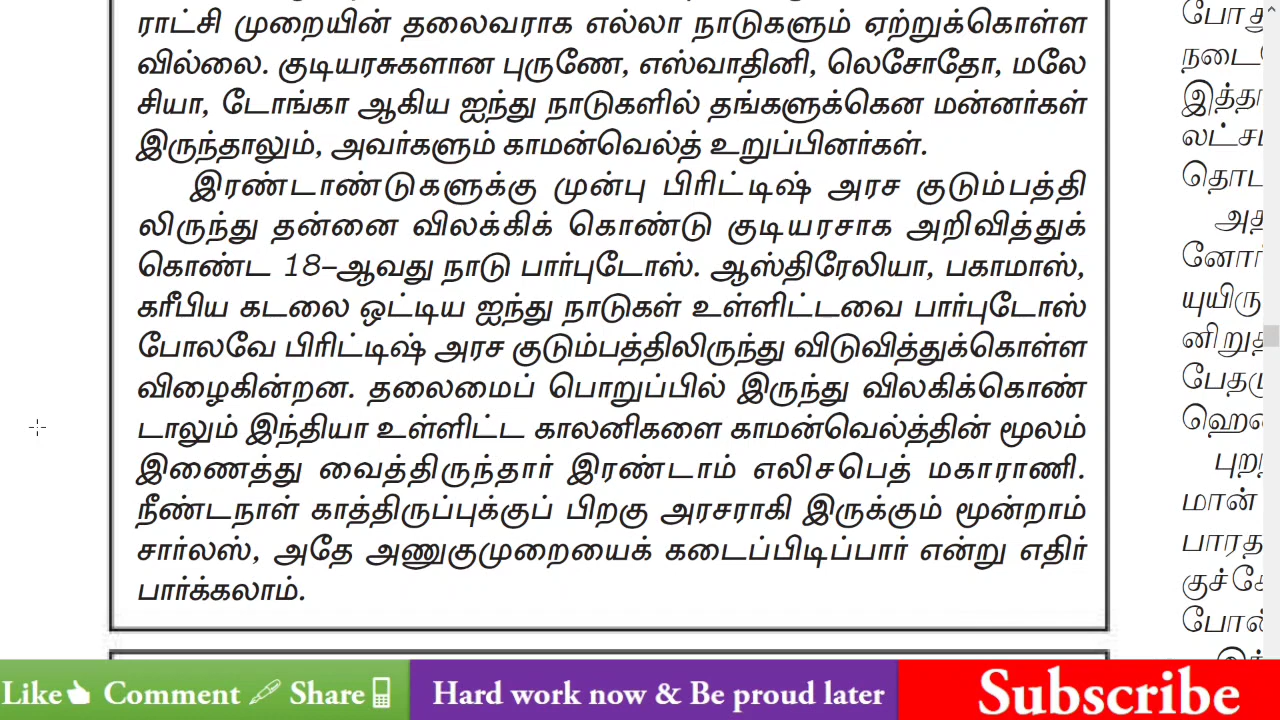 ராட்சி முறையின் தலைவராக எல்லா நாடுகளும் ஏற்றுக்கொள்ள
வில்லை. குடியரசுகளான புருணே, எஸ்வாதினி, லெசோதோ, மலே
சியா, டோங்கா ஆகிய ஐந்து நாடுகளில் தங்களுக்கென மன்னர்கள்
இருந்தாலும், அவர்களும் காமன்வெல்த் உறுப்பினர்கள்.
இரண்டாண்டுகளுக்கு முன்பு பிரிட்டிஷ் அரச குடும்பத்தி
லிருந்து தன்னை விலக்கிக் கொண்டு குடியரசாக அறிவித்துக்
கொண்ட 18-ஆவது நாடு பார்புடோஸ். ஆஸ்திரேலியா, பகாமாஸ்,
கரீபிய கடலை ஒட்டிய ஐந்து நாடுகள் உள்ளிட்டவை பார்புடோஸ்
போலவே பிரிட்டிஷ் அரச குடும்பத்திலிருந்து விடுவித்துக்கொள்ள
விழைகின்றன. தலைமைப் பொறுப்பில் இருந்து விலகிக்கொண்
டாலும் இந்தியா உள்ளிட்ட காலனிகளை காமன்வெல்த்தின் மூலம்
இணைத்து வைத்திருந்தார் இரண்டாம் எலிசபெத் மகாராணி.
நீண்டநாள் காத்திருப்புக்குப் பிறகு அரசராகி இருக்கும் மூன்றாம்
சார்லஸ், அதே அணுகுமுறையைக் கடைப்பிடிப்பார் என்று எதிர்
பார்க்கலாம்.
Like Comment Share
Hard work now & Be proud later
Subscribe